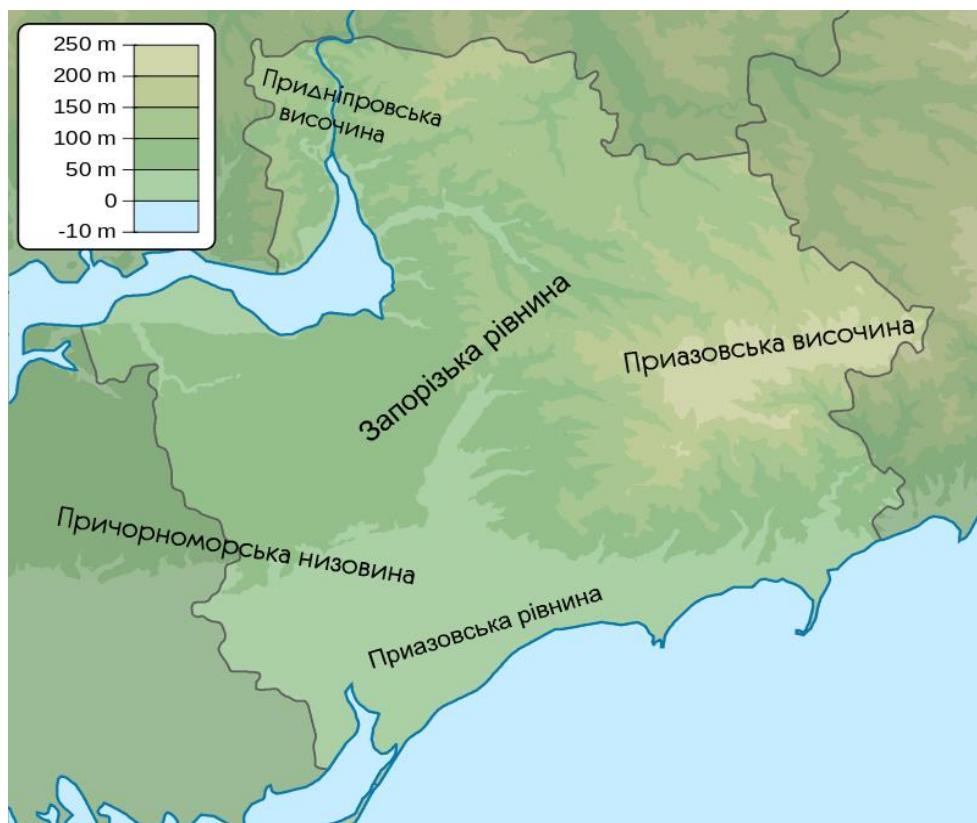 250 m
200 m
150 m
100 m
50 m
0
-10 m
Придніпровська
височина
Запорізька рівнина
Приазовська височина
Причорноморська низовина
Приазовська рівнина